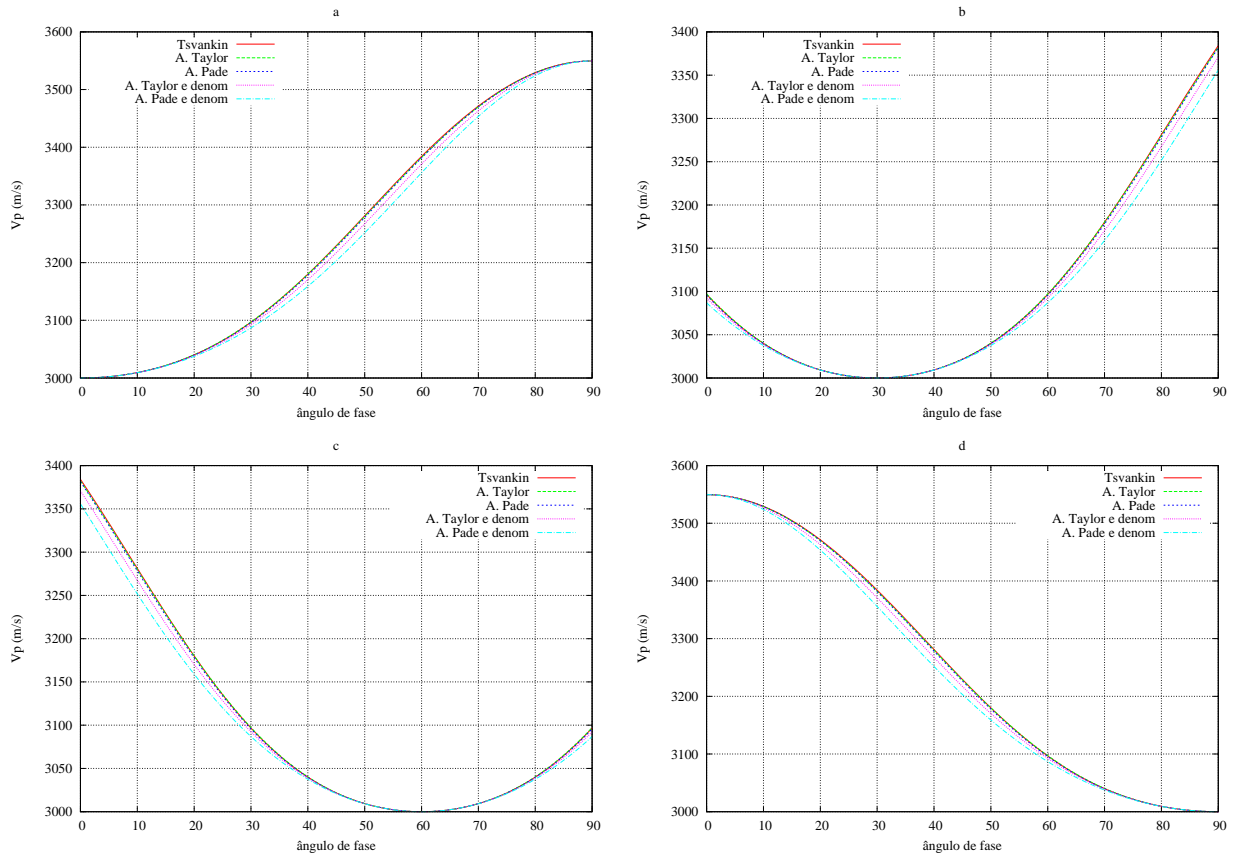 a
3600
3500
3400
3300
3200
3100
3000
0 10 20 30 40 50 60 70 80 90
Vp (m/s)
ângulo de fase
Tsvankin
A. Taylor
A. Pade
A. Taylor e denom
A. Pade e denom
b
3400
3350
3300
3250
3200
3150
3100
3050
3000
0 10 20 30 40 50 60 70 80 90
Vp (m/s)
ângulo de fase
Tsvankin
A. Taylor
A. Pade
A. Taylor e denom
A. Pade e denom
c
3400
3350
3300
3250
3200
3150
3100
3050
3000
0 10 20 30 40 50 60 70 80 90
Vp (m/s)
ângulo de fase
Tsvankin
A. Taylor
A. Pade
A. Taylor e denom
A. Pade e denom
d
3600
3500
3400
3300
3200
3100
3000
0 10 20 30 40 50 60 70 80 90
Vp (m/s)
ângulo de fase
Tsvankin
A. Taylor
A. Pade
A. Taylor e denom
A. Pade e denom